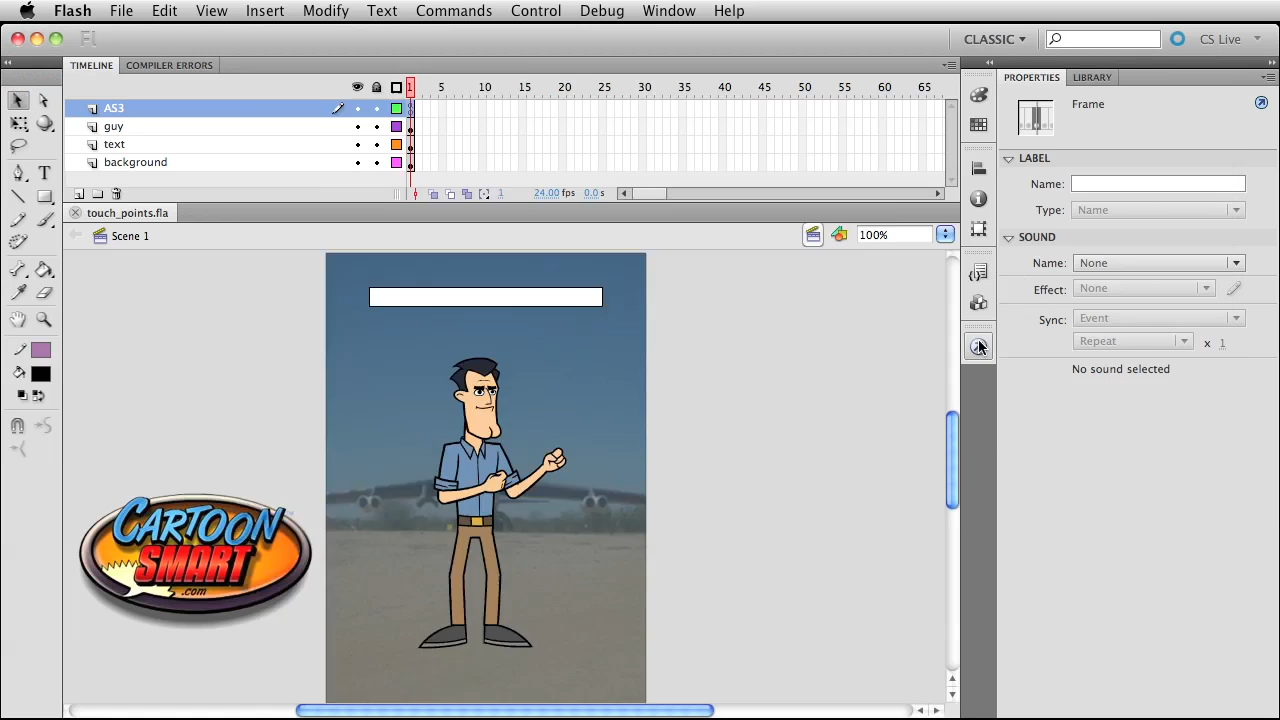 Flash File Edit View Insert Modify Text Commands Control Debug Window Help
Fl CLASSIC CS Live
TIMELINE COMPILER ERRORS
PROPERTIES LIBRARY
1 5 10 15 20 25 30 35 40 45 50 55 60 65
AS3
guy
text
background
1 24.00 fps 0.0 s
Frame
LABEL
Name:
Type: Name
SOUND
Name: None
Effect: None
Sync: Event
Repeat x 1
No sound selected
touch_points.fla
Scene 1
100%
CARTOON
SMART
.com